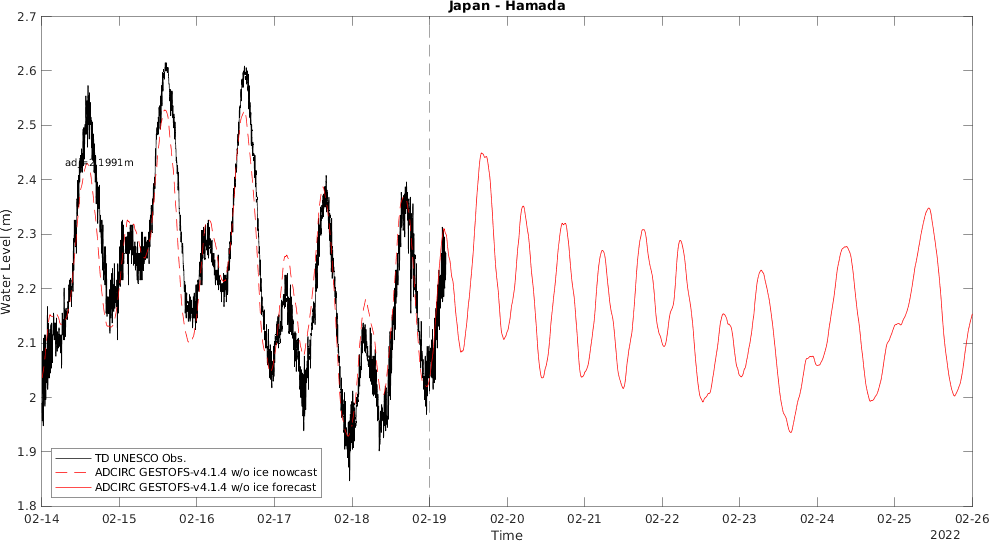 Japan - Hamada
2.7
2.6
2.5
2.4
2.3
2.2
2.1
2
1.9
1.8
Water Level (m)
1991m
TD UNESCO Obs.
ADCIRC GESTOFS-v4.1.4 w/o ice nowcast
ADCIRC GESTOFS-v4.1.4 w/o ice forecast
02-14 02-15 02-16 02-17 02-18 02-19 02-20 02-21 02-22 02-23 02-24 02-25 02-26
Time
2022